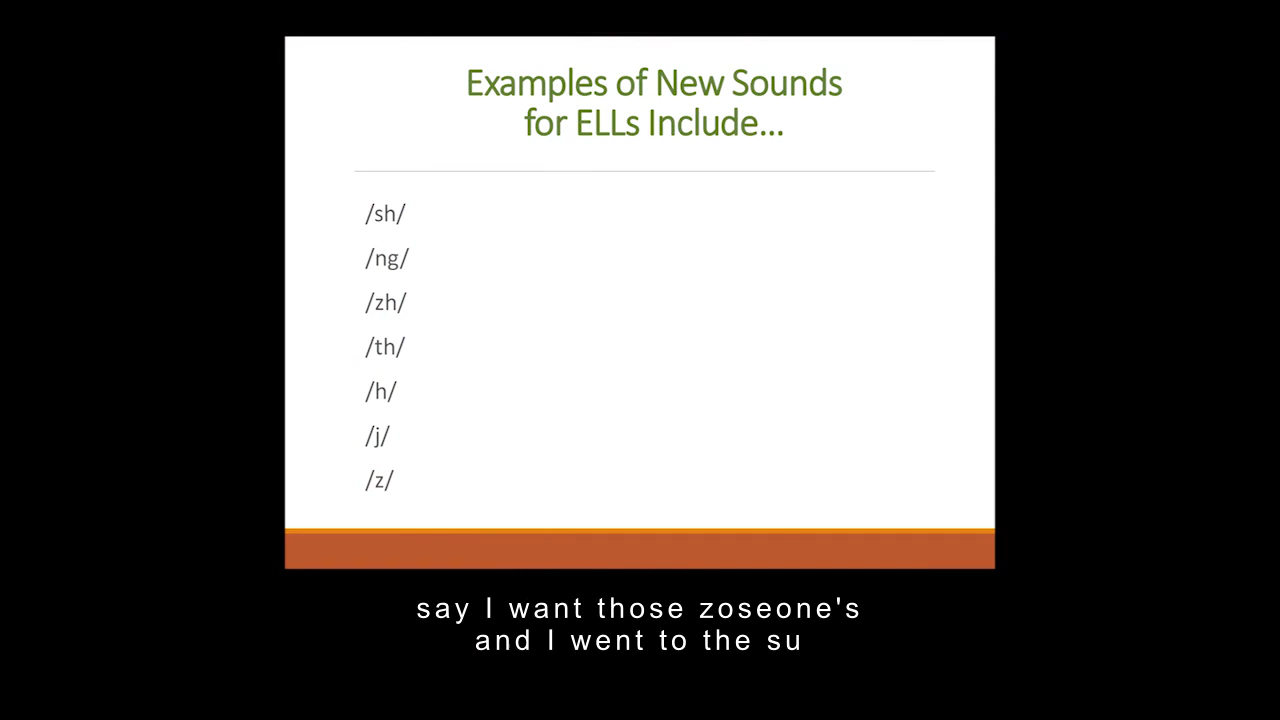 Examples of New Sounds
for ELLs Include...
/sh/
/ng/
/zh/
/th/
/h/
/j/
/z/
say I want those zoseone's
and I went to the su